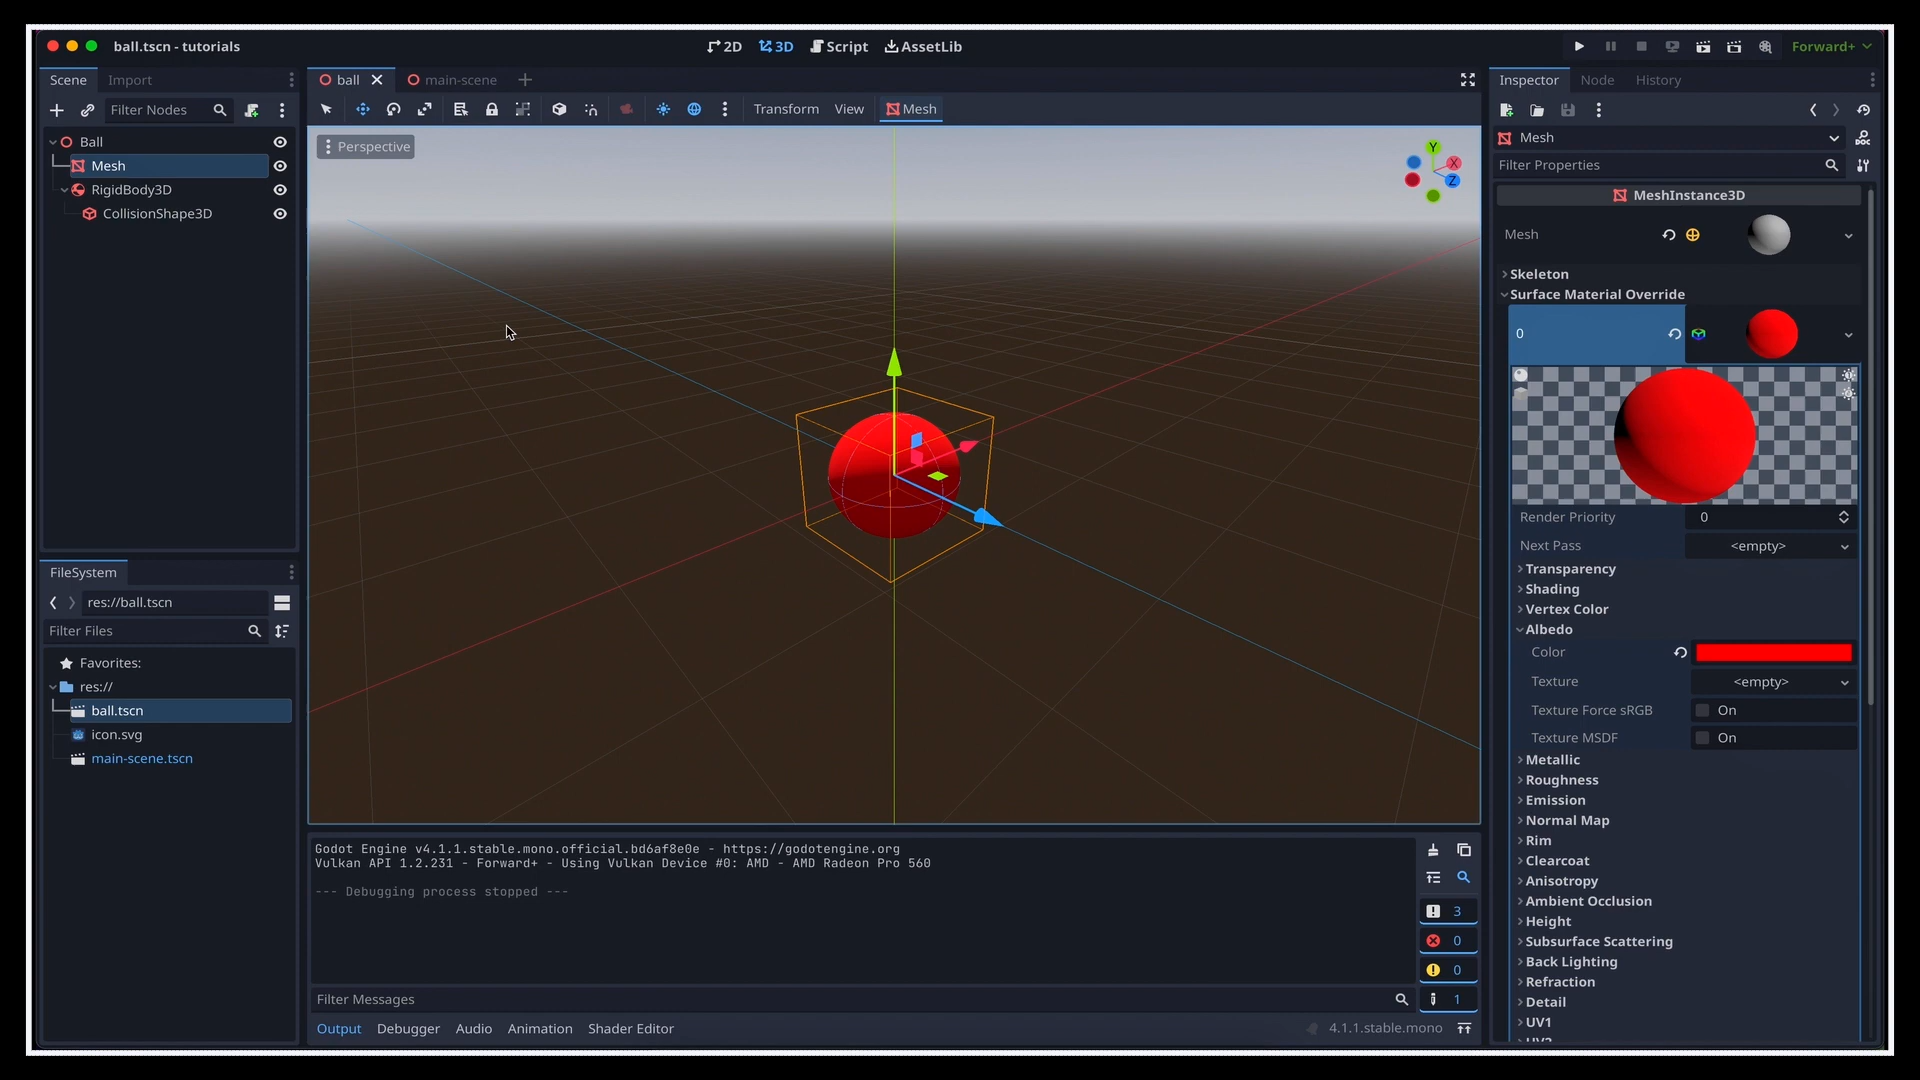 ball.tscn - tutorials
2D
3D
Script
AssetLib
Forward+
Scene
Import
Filter Nodes
Ball
Mesh
RigidBody3D
CollisionShape3D
FileSystem
res://ball.tscn
Filter Files
Favorites:
res://
ball.tscn
icon.svg
main-scene.tscn
ball
main-scene
Transform
View
Mesh
Perspective
Y
X
Z
Godot Engine v4.1.1.stable.mono.official.bd6af8e0e - https://godotengine.org
Vulkan API 1.2.231 - Forward+ - Using Vulkan Device #0: AMD - AMD Radeon Pro 560
--- Debugging process stopped ---
3
0
0
1
Filter Messages
Output
Debugger
Audio
Animation
Shader Editor
4.1.1.stable.mono
Inspector
Node
History
Mesh
DOC
Filter Properties
MeshInstance3D
Mesh
Skeleton
Surface Material Override
0
Render Priority
0
Next Pass
<empty>
Transparency
Shading
Vertex Color
Albedo
Color
Texture
<empty>
Texture Force sRGB
On
Texture MSDF
On
Metallic
Roughness
Emission
Normal Map
Rim
Clearcoat
Anisotropy
Ambient Occlusion
Height
Subsurface Scattering
Back Lighting
Refraction
Detail
UV1